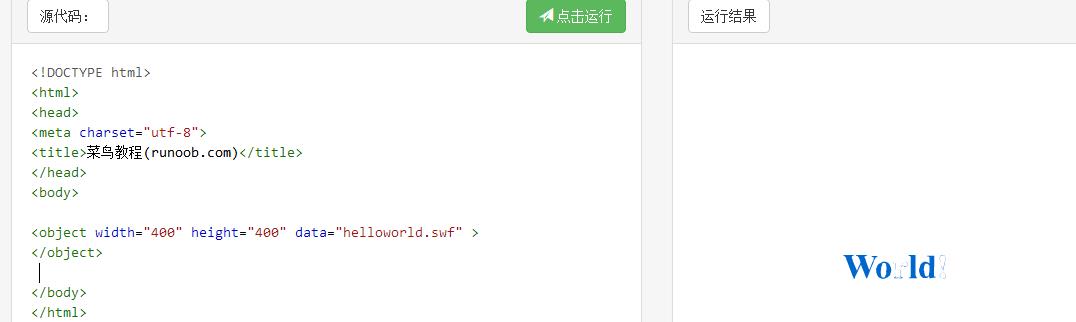 源代码：
点击运行
运行结果
<!DOCTYPE html>
<html>
<head>
<meta charset="utf-8">
<title>菜鸟教程(runoob.com)</title>
</head>
<body>
<object width="400" height="400" data="helloworld.swf" >
</object>
</body>
</html>
World!